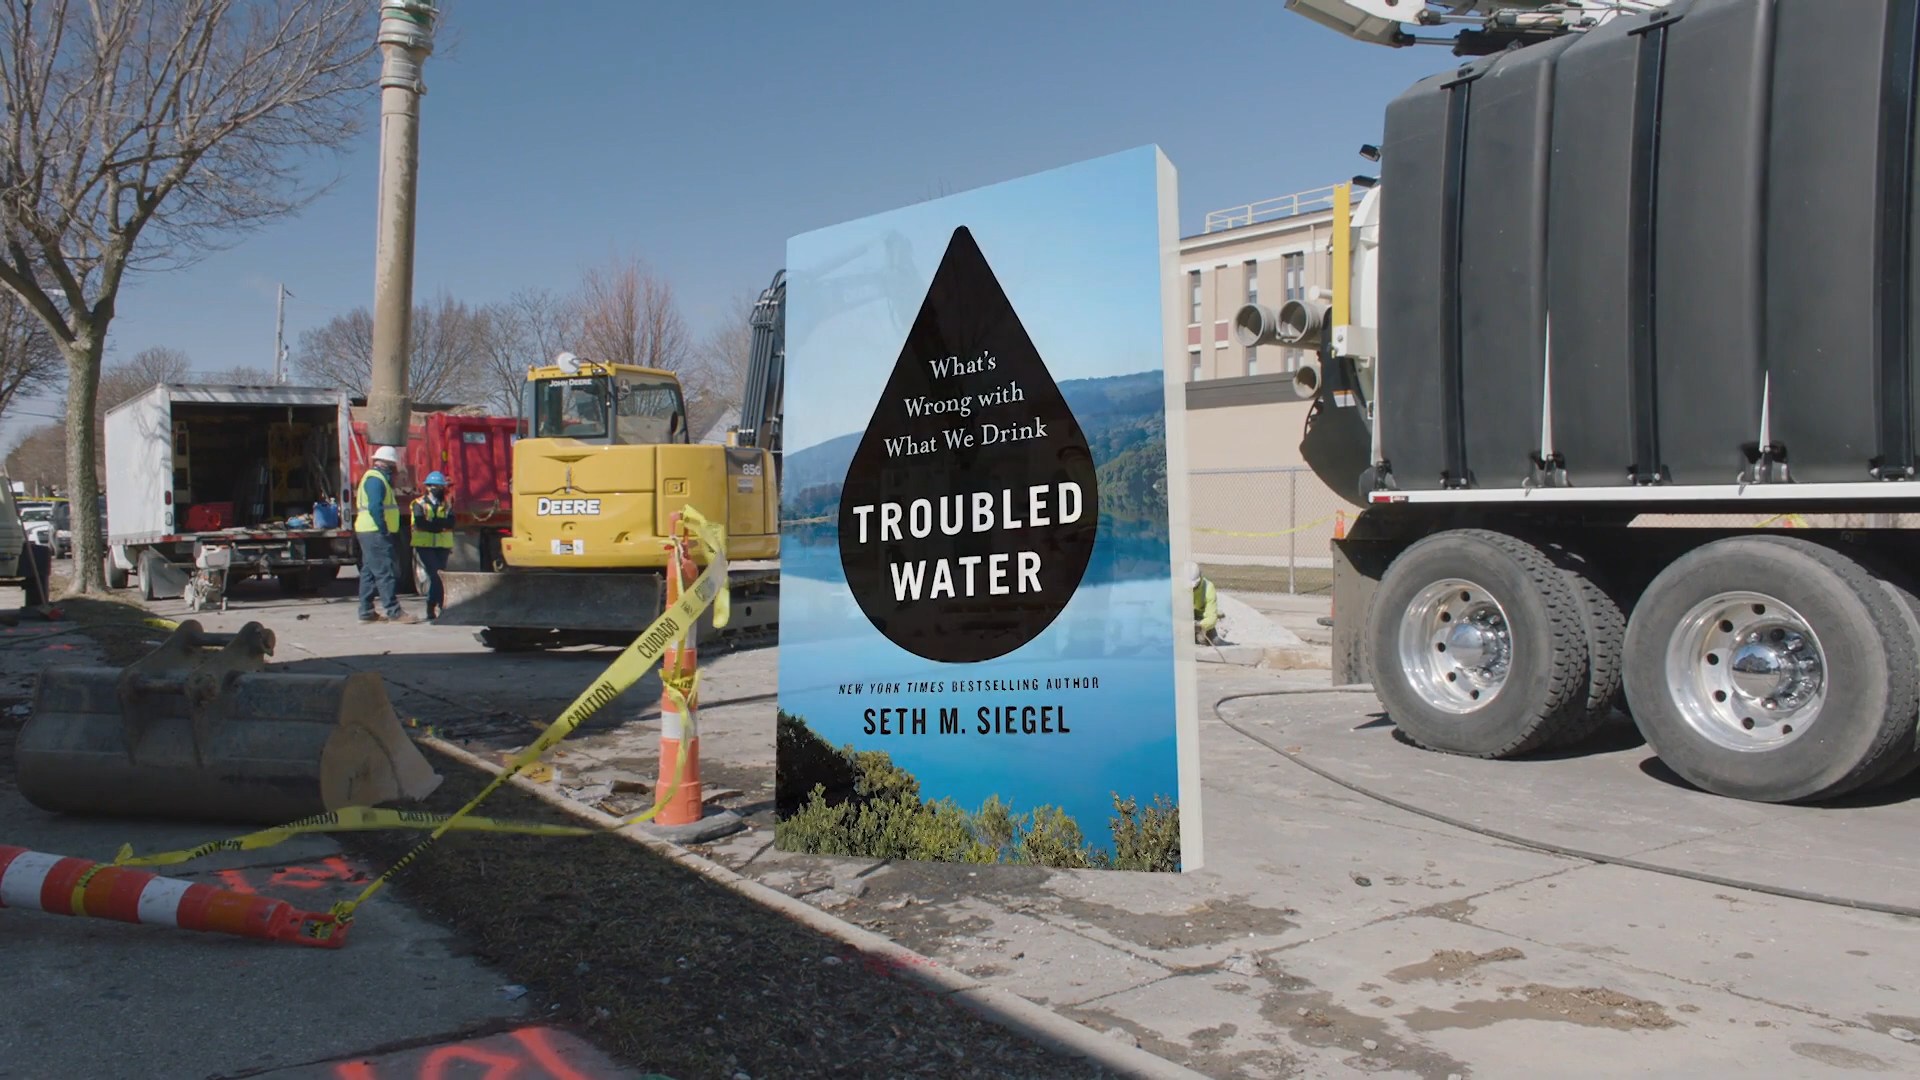 What's
Wrong with
What We Drink
TROUBLED
WATER
NEW YORK TIMES BESTSELLING AUTHOR
SETH M. SIEGEL
JOHN DEERE
85G
DEERE
CUIDADO
CAUTION
CUIDADO
CAUTION